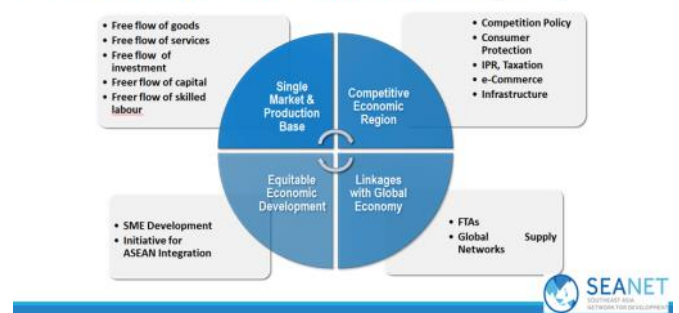 • Free flow of goods
• Free flow of services
• Free flow of
investment
• Freer flow of capital
• Freer flow of skilled
labour
• Competition Policy
• Consumer
Protection
• IPR, Taxation
• e-Commerce
• Infrastructure
Single
Market &
Production
Base
Competitive
Economic
Region
Equitable
Economic
Development
Linkages
with Global
Economy
• SME Development
• Initiative for
ASEAN Integration
• FTAs
• Global Supply
Networks
SEANET
SOUTHEAST ASIA
NETWORK FOR DEVELOPMENT